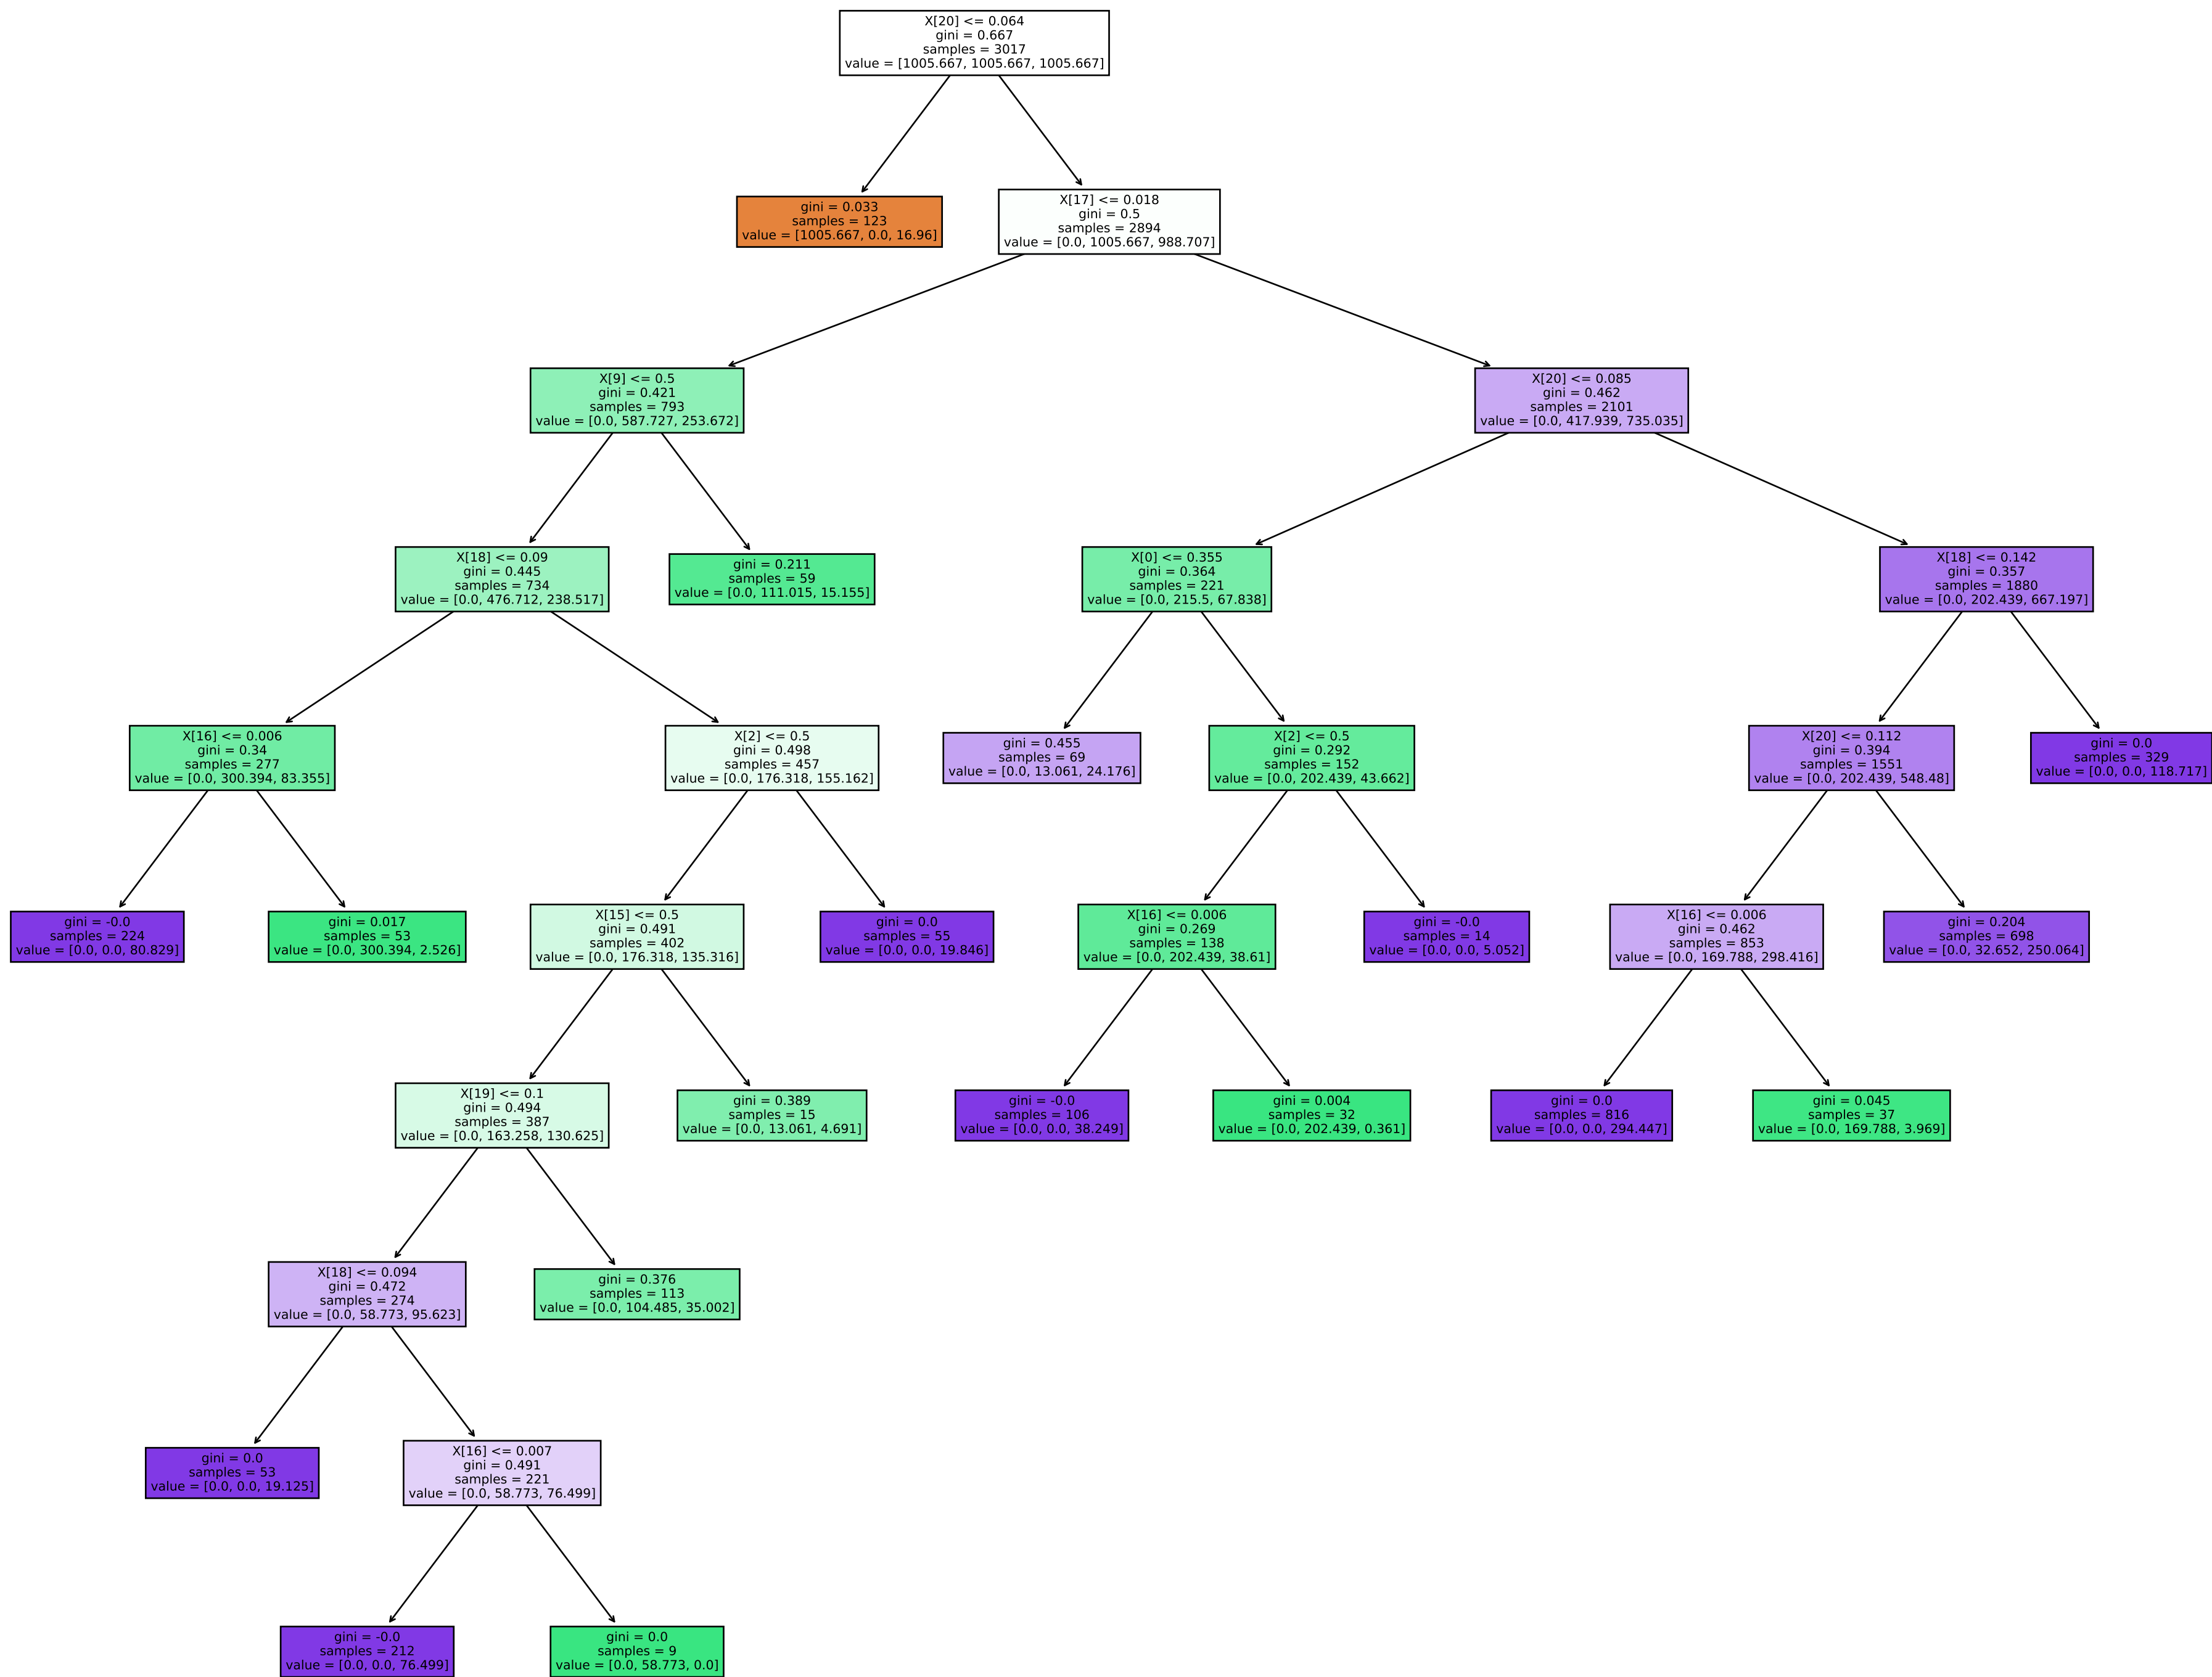 X[20] <= 0.064
gini = 0.667
samples = 3017
value = [1005.667, 1005.667, 1005.667]
gini = 0.033
samples = 123
value = [1005.667, 0.0, 16.96]
X[17] <= 0.018
gini = 0.5
samples = 2894
value = [0.0, 1005.667, 988.707]
X[9] <= 0.5
gini = 0.421
samples = 793
value = [0.0, 587.727, 253.672]
X[20] <= 0.085
gini = 0.462
samples = 2101
value = [0.0, 417.939, 735.035]
X[18] <= 0.09
gini = 0.445
samples = 734
value = [0.0, 476.712, 238.517]
gini = 0.211
samples = 59
value = [0.0, 111.015, 15.155]
X[0] <= 0.355
gini = 0.364
samples = 221
value = [0.0, 215.5, 67.838]
X[18] <= 0.142
gini = 0.357
samples = 1880
value = [0.0, 202.439, 667.197]
X[16] <= 0.006
gini = 0.34
samples = 277
value = [0.0, 300.394, 83.355]
X[2] <= 0.5
gini = 0.498
samples = 457
value = [0.0, 176.318, 155.162]
gini = 0.455
samples = 69
value = [0.0, 13.061, 24.176]
X[2] <= 0.5
gini = 0.292
samples = 152
value = [0.0, 202.439, 43.662]
X[20] <= 0.112
gini = 0.394
samples = 1551
value = [0.0, 202.439, 548.48]
gini = 0.0
samples = 329
value = [0.0, 0.0, 118.717]
gini = -0.0
samples = 224
value = [0.0, 0.0, 80.829]
gini = 0.017
samples = 53
value = [0.0, 300.394, 2.526]
X[15] <= 0.5
gini = 0.491
samples = 402
value = [0.0, 176.318, 135.316]
gini = 0.0
samples = 55
value = [0.0, 0.0, 19.846]
X[16] <= 0.006
gini = 0.269
samples = 138
value = [0.0, 202.439, 38.61]
gini = -0.0
samples = 14
value = [0.0, 0.0, 5.052]
X[16] <= 0.006
gini = 0.462
samples = 853
value = [0.0, 169.788, 298.416]
gini = 0.204
samples = 698
value = [0.0, 32.652, 250.064]
X[19] <= 0.1
gini = 0.494
samples = 387
value = [0.0, 163.258, 130.625]
gini = 0.389
samples = 15
value = [0.0, 13.061, 4.691]
gini = -0.0
samples = 106
value = [0.0, 0.0, 38.249]
gini = 0.004
samples = 32
value = [0.0, 202.439, 0.361]
gini = 0.0
samples = 816
value = [0.0, 0.0, 294.447]
gini = 0.045
samples = 37
value = [0.0, 169.788, 3.969]
X[18] <= 0.094
gini = 0.472
samples = 274
value = [0.0, 58.773, 95.623]
gini = 0.376
samples = 113
value = [0.0, 104.485, 35.002]
gini = 0.0
samples = 53
value = [0.0, 0.0, 19.125]
X[16] <= 0.007
gini = 0.491
samples = 221
value = [0.0, 58.773, 76.499]
gini = -0.0
samples = 212
value = [0.0, 0.0, 76.499]
gini = 0.0
samples = 9
value = [0.0, 58.773, 0.0]